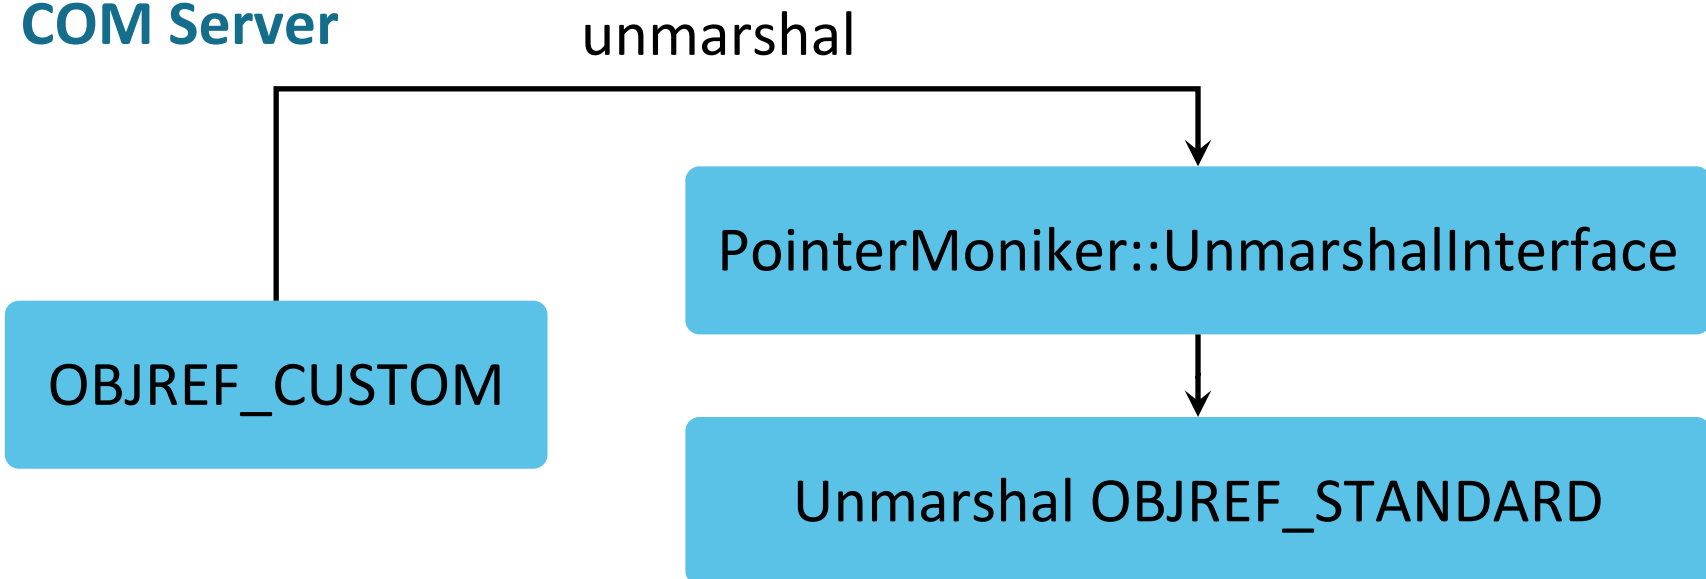 COM Server
unmarshal
PointerMoniker::UnmarshalInterface
OBJREF_CUSTOM
Unmarshal OBJREF_STANDARD